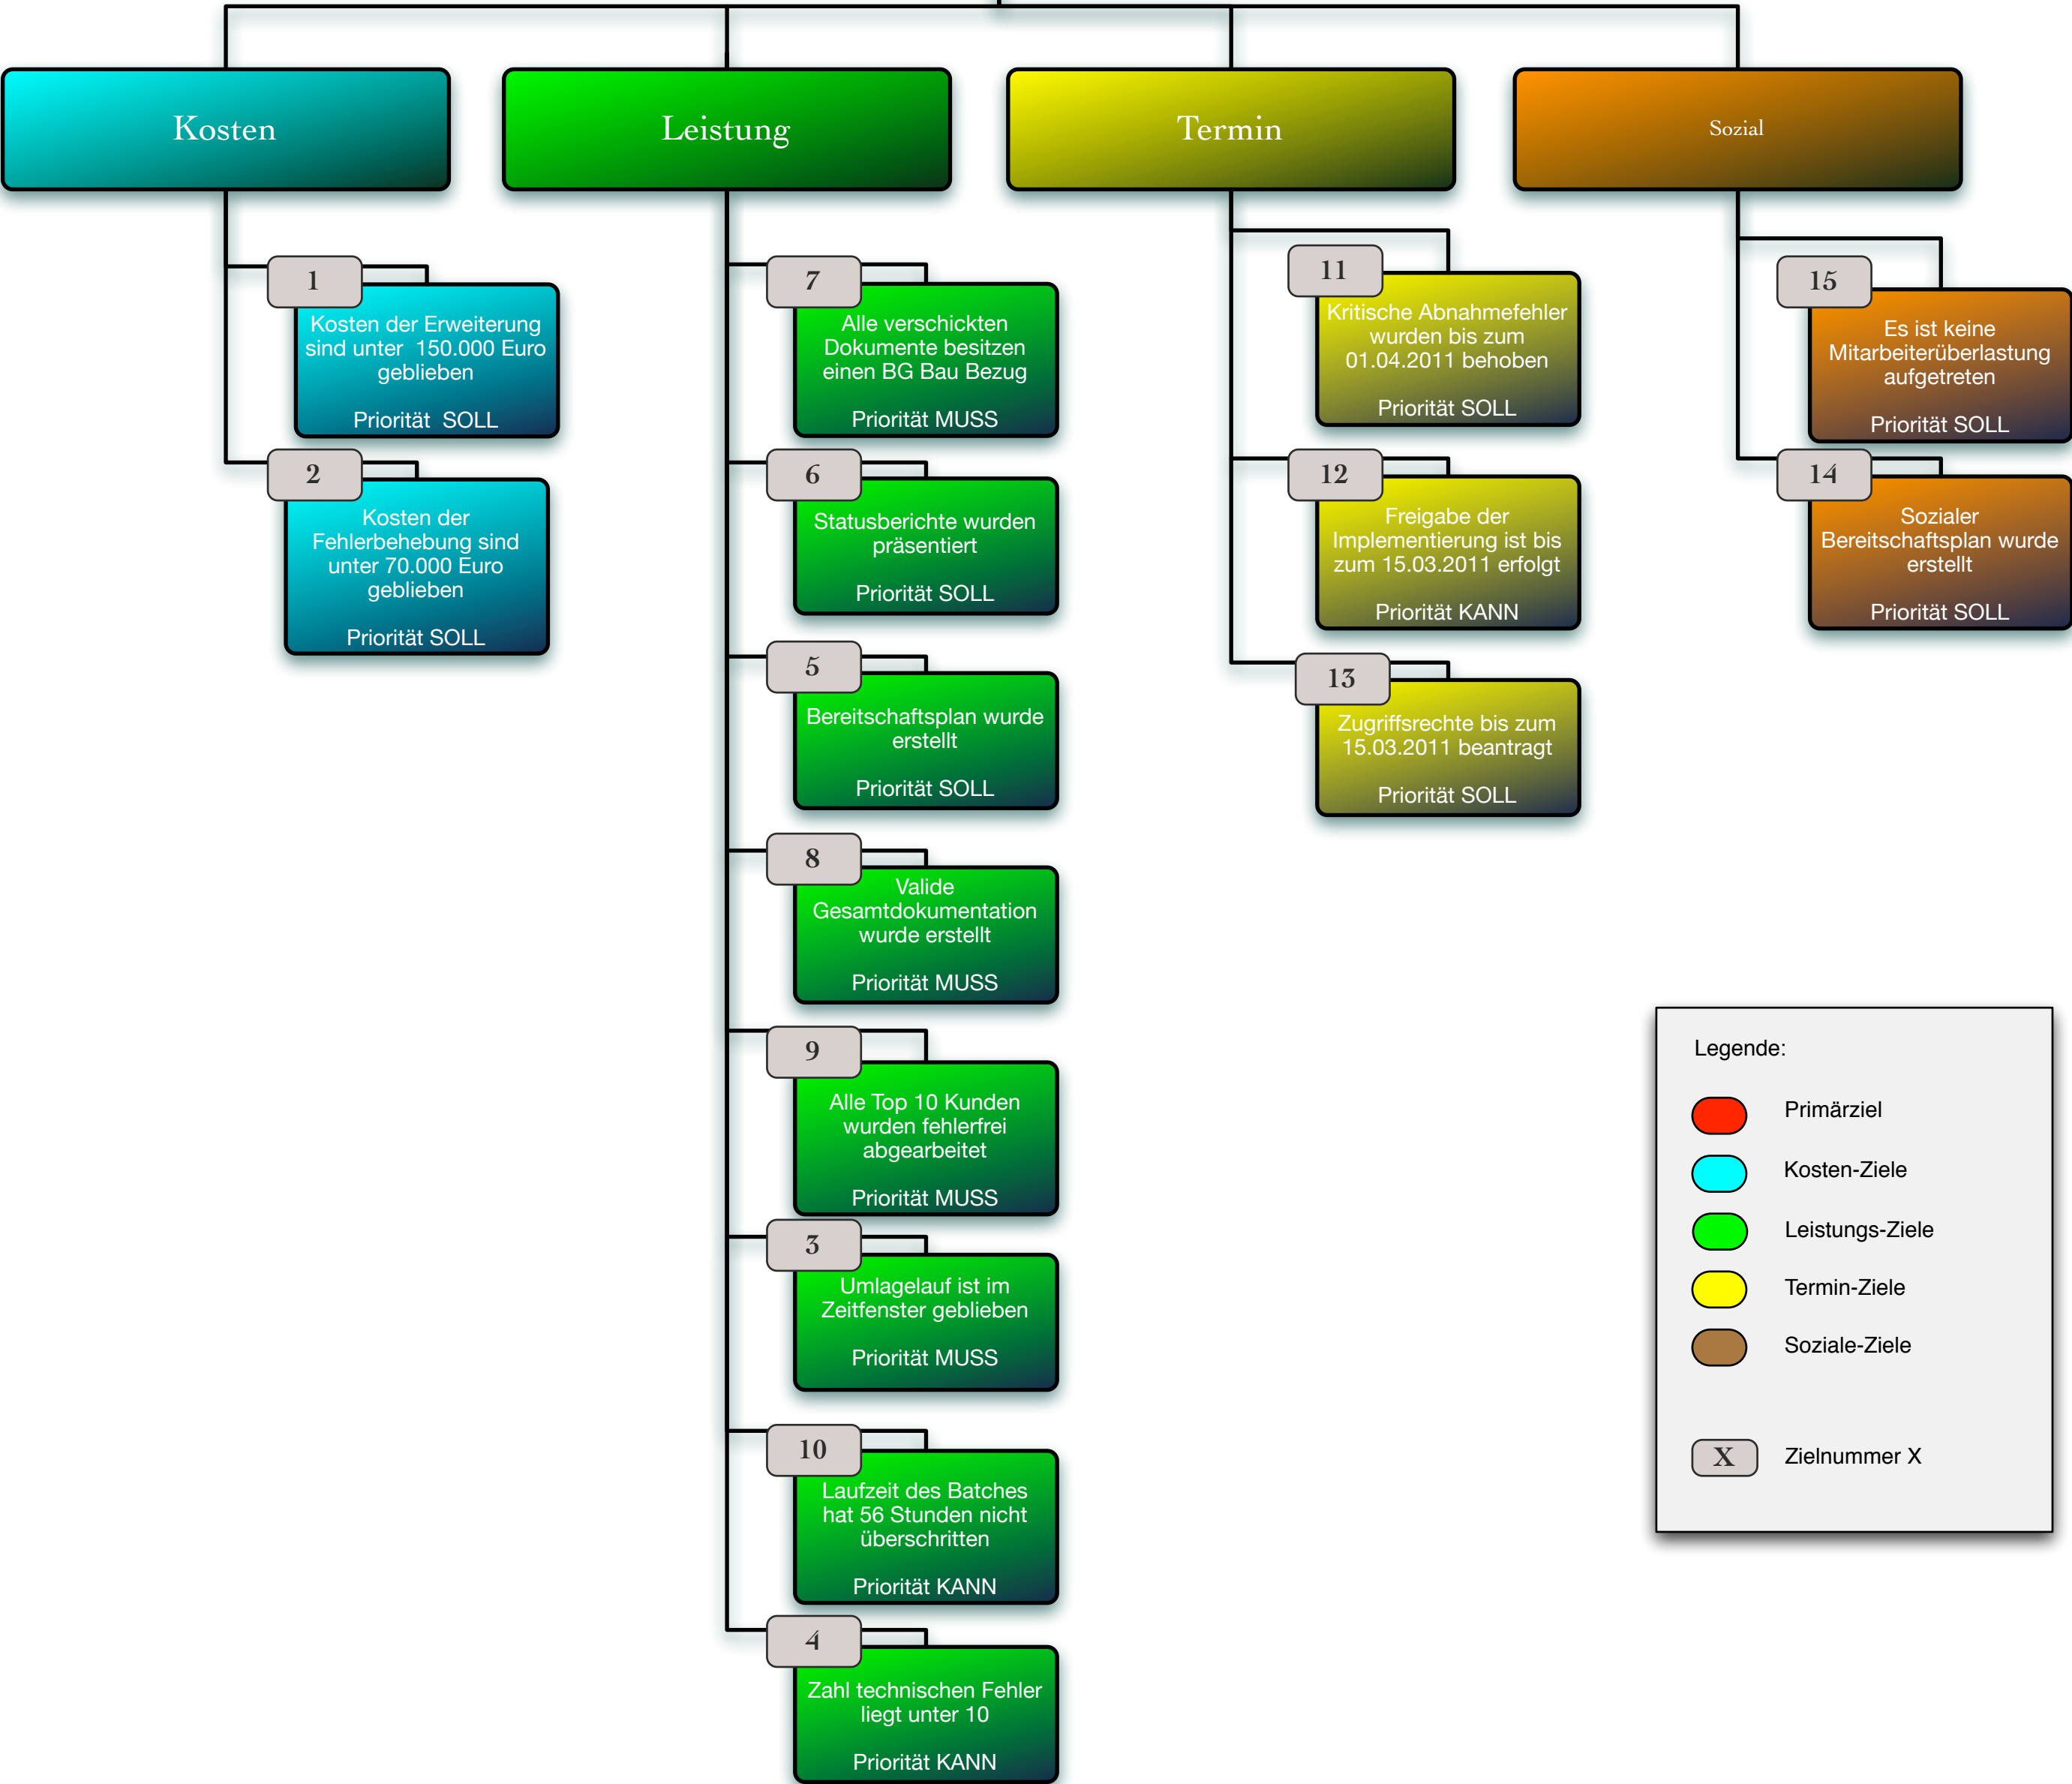 Kosten
Leistung
Termin
Sozial
1
Kosten der Erweiterung
sind unter 150.000 Euro
geblieben
Priorität SOLL
2
Kosten der
Fehlerbehebung sind
unter 70.000 Euro
geblieben
Priorität SOLL
7
Alle verschickten
Dokumente besitzen
einen BG Bau Bezug
Priorität MUSS
6
Statusberichte wurden
präsentiert
Priorität SOLL
5
Bereitschaftsplan wurde
erstellt
Priorität SOLL
8
Valide
Gesamtdokumentation
wurde erstellt
Priorität MUSS
9
Alle Top 10 Kunden
wurden fehlerfrei
abgearbeitet
Priorität MUSS
3
Umlagelauf ist im
Zeitfenster geblieben
Priorität MUSS
10
Laufzeit des Batches
hat 56 Stunden nicht
überschritten
Priorität KANN
4
Zahl technischen Fehler
liegt unter 10
Priorität KANN
11
Kritische Abnahmefehler
wurden bis zum
01.04.2011 behoben
Priorität SOLL
12
Freigabe der
Implementierung ist bis
zum 15.03.2011 erfolgt
Priorität KANN
13
Zugriffsrechte bis zum
15.03.2011 beantragt
Priorität SOLL
15
Es ist keine
Mitarbeiterüberlastung
aufgetreten
Priorität SOLL
14
Sozialer
Bereitschaftsplan wurde
erstellt
Priorität SOLL
Legende:
Primärziel
Kosten-Ziele
Leistungs-Ziele
Termin-Ziele
Soziale-Ziele
X Zielnummer X